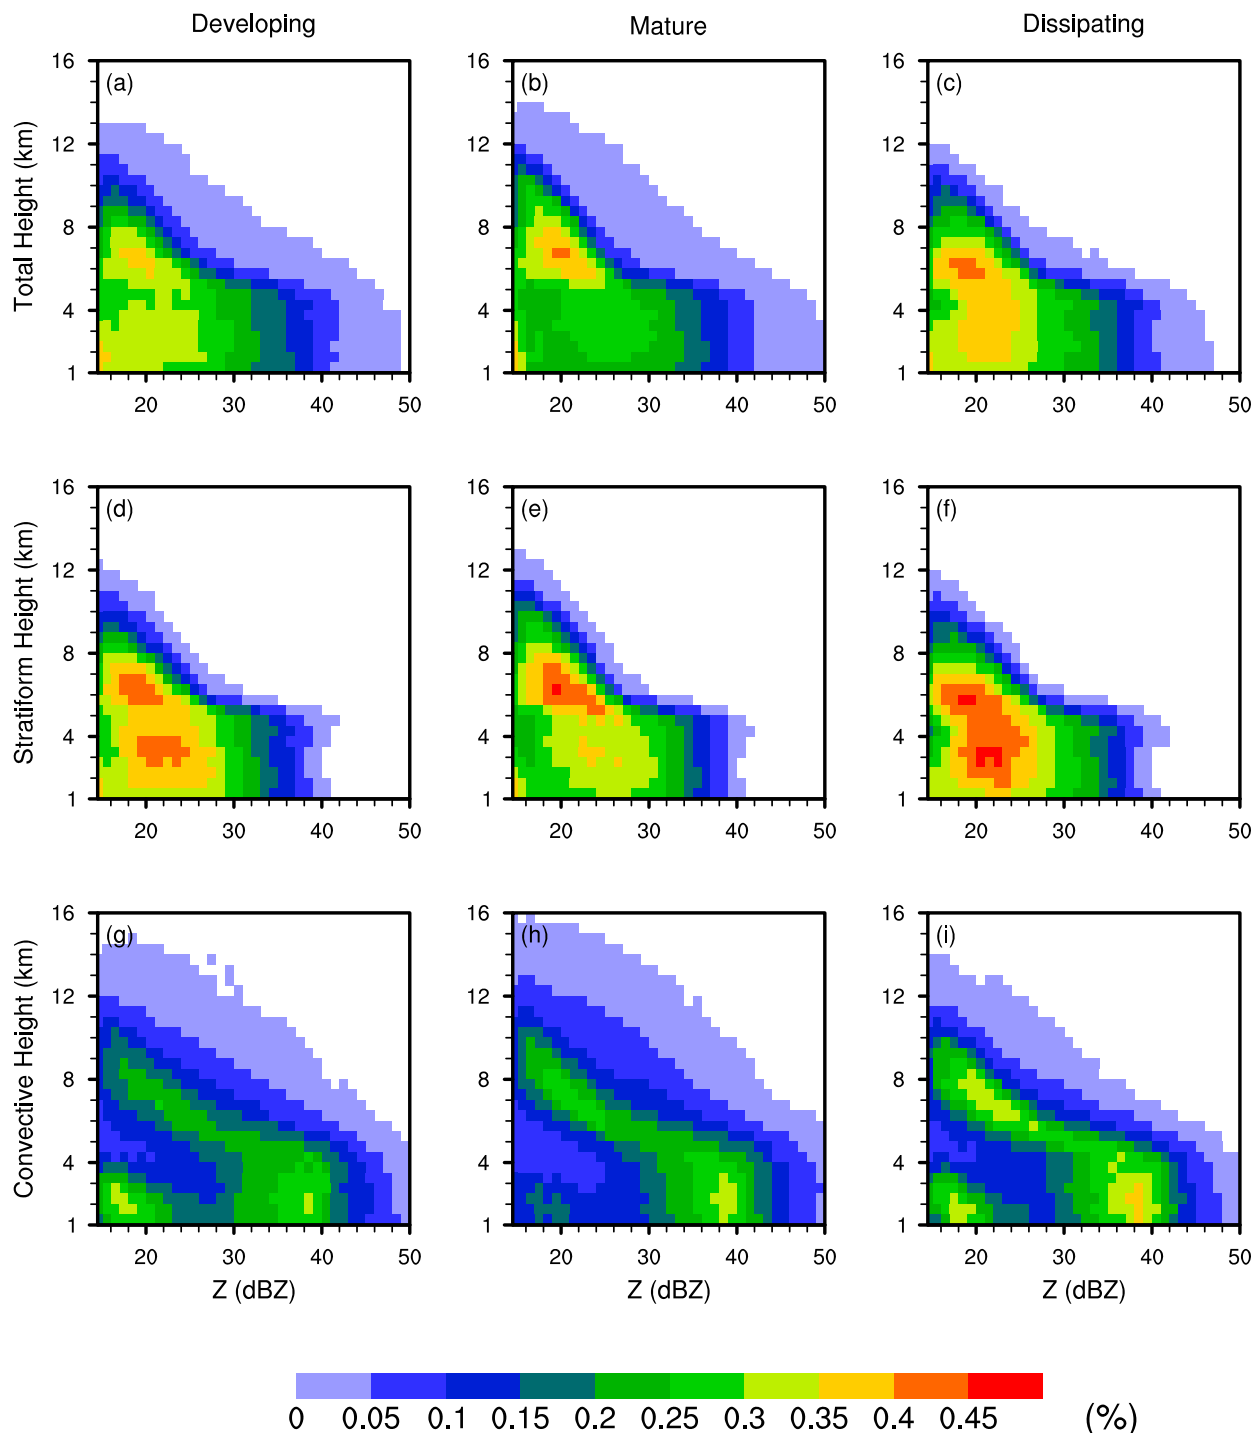 Developing Mature Dissipating
(a) (b) (c)
Total Height (km)
16 12 8 4 1
20 30 40 50
16 12 8 4 1
20 30 40 50
16 12 8 4 1
20 30 40 50
(d) (e) (f)
Stratiform Height (km)
16 12 8 4 1
20 30 40 50
16 12 8 4 1
20 30 40 50
16 12 8 4 1
20 30 40 50
(g) (h) (i)
Convective Height (km)
16 12 8 4 1
20 30 40 50
16 12 8 4 1
20 30 40 50
16 12 8 4 1
20 30 40 50
Z (dBZ) Z (dBZ) Z (dBZ)
0 0.05 0.1 0.15 0.2 0.25 0.3 0.35 0.4 0.45 (%)